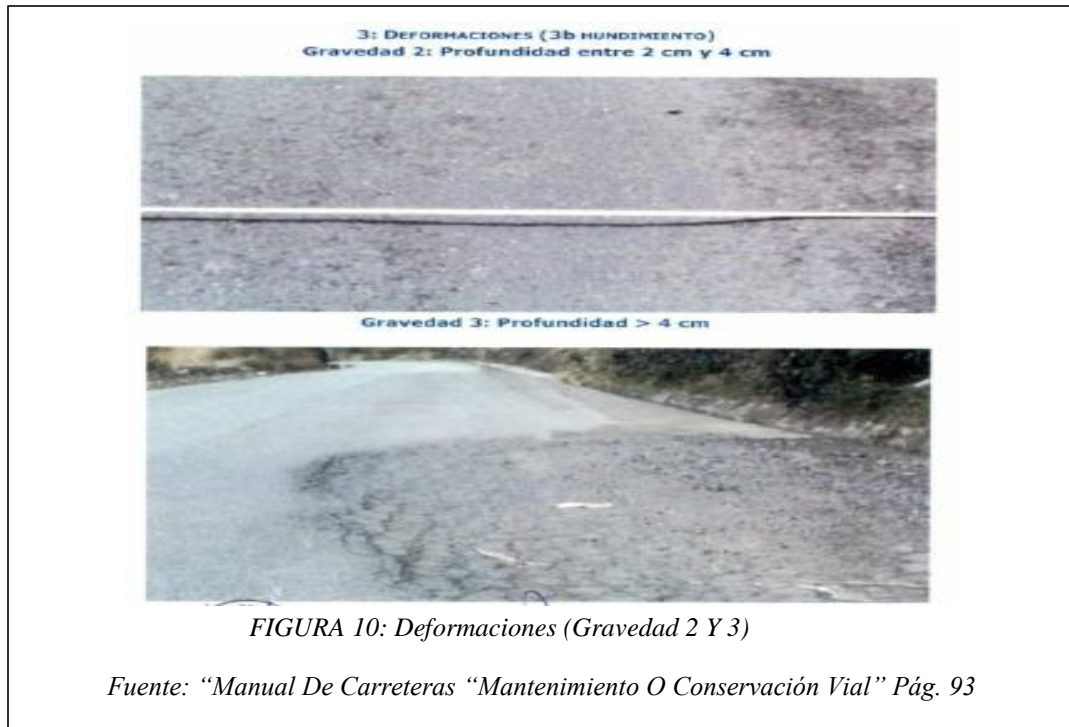 3: DEFORMACIONES (3b HUNDIMIENTO)
Gravedad 2: Profundidad entre 2 cm y 4 cm
Gravedad 3: Profundidad > 4 cm
FIGURA 10: Deformaciones (Gravedad 2 Y 3)
Fuente: “Manual De Carreteras “Mantenimiento O Conservación Vial” Pág. 93